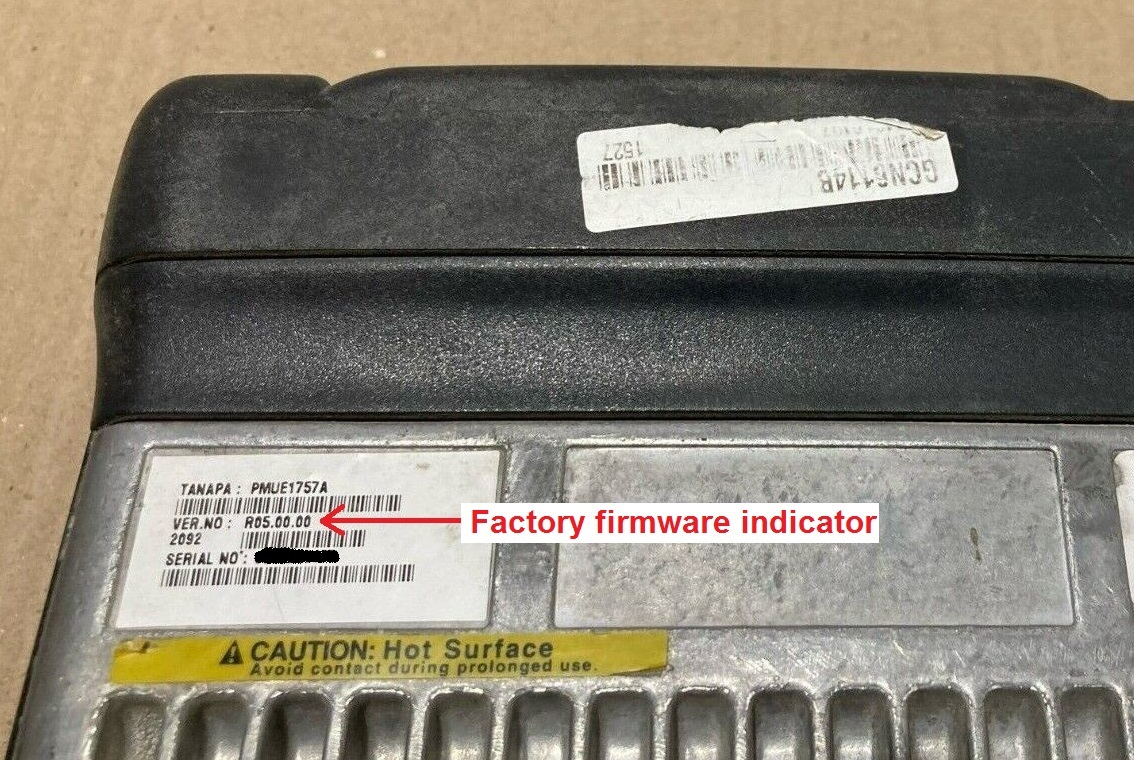 1527
GCN6114B
TANAPA : PMUE1757A
VER.NO : R05.00.00
Factory firmware indicator
2092
SERIAL NO :
CAUTION: Hot Surface
Avoid contact during prolonged use.